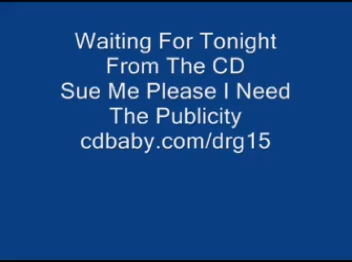 Waiting For Tonight
From The CD
Sue Me Please I Need
The Publicity
cdbaby.com/drg15